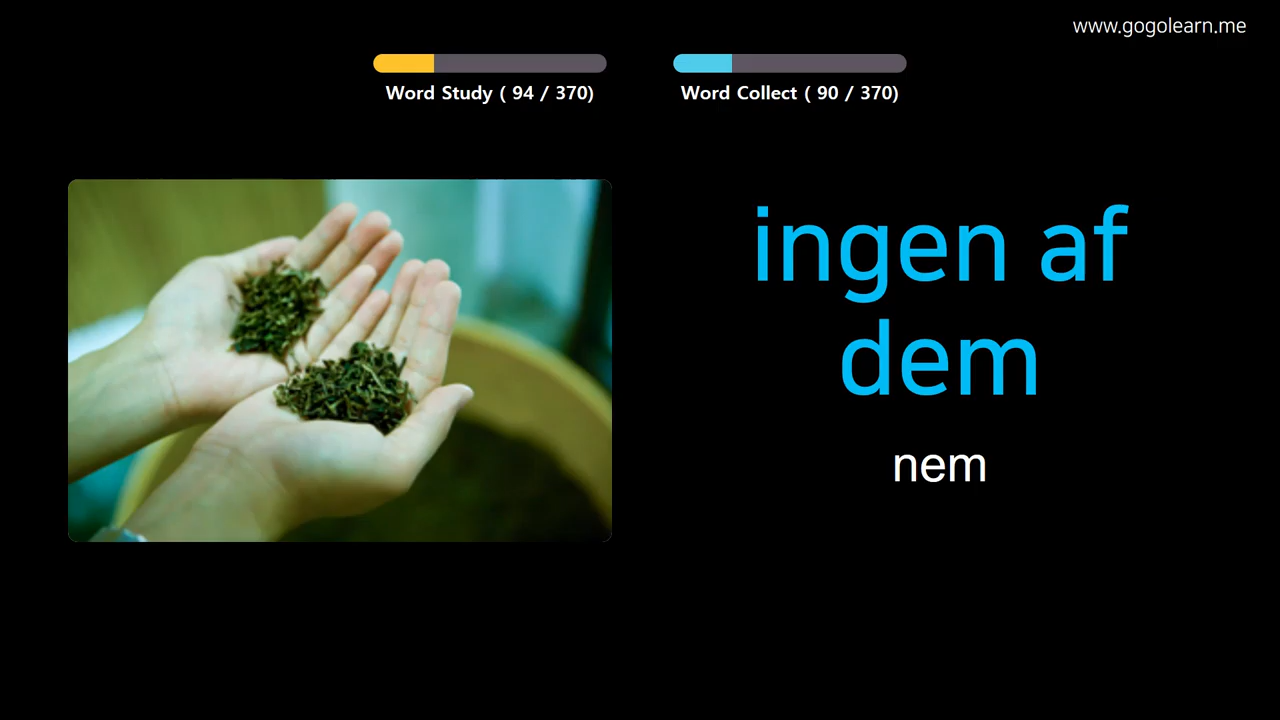 www.gogolearn.me
Word Study ( 94 / 370)
Word Collect ( 90 / 370)
ingen af
dem
nem